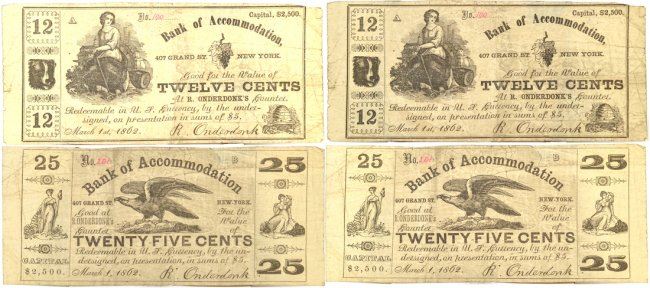 12
A
No. 100
Capital, $2,500.
Bank of Accommodation,
407 GRAND ST. NEW YORK.
Good for the Value of
TWELVE CENTS
At R. ONDERDONK's Counter.
Redeemable in U. S. Currency, by the under-
signed, on presentation in sums of $5.
12
March 1st, 1862.
R. Onderdonk
12
A
No. 100
Capital, $2,500.
Bank of Accommodation,
407 GRAND ST. NEW YORK.
Good for the Value of
TWELVE CENTS
At R. ONDERDONK's Counter.
Redeemable in U. S. Currency, by the under-
signed, on presentation in sums of $5.
12
March 1st, 1862.
R. Onderdonk
25
No.
B
25
Bank of Accommodation
407 GRAND ST. NEW-YORK.
Good at For the
R. ONDERDONK's Value
Counter of
TWENTY-FIVE CENTS
Redeemable in U. S. Currency, by the un-
dersigned, on presentation, in sums of $5.
CAPITAL
$2,500.
March 1, 1862.
R. Onderdonk
25
25
No.
B
25
Bank of Accommodation
407 GRAND ST. NEW-YORK.
Good at For the
R. ONDERDONK's Value
Counter of
TWENTY-FIVE CENTS
Redeemable in U. S. Currency, by the un-
dersigned, on presentation, in sums of $5.
CAPITAL
$2,500.
March 1, 1862.
R. Onderdonk
25